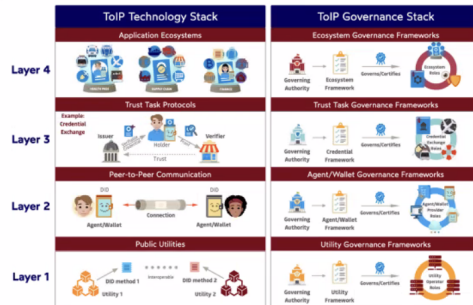 ToIP Technology Stack
ToIP Governance Stack
Layer 4
Application Ecosystems
Ecosystem Governance Frameworks
Governing Authority
Ecosystem Framework
Governs/Certifies
Ecosystem Roles
Layer 3
Trust Task Protocols
Example:
Credential
Exchange
Issuer
Holder
Verifier
Trust
Trust Task Governance Frameworks
Governing Authority
Credential Framework
Governs/Certifies
Credential Exchange Roles
Layer 2
Peer-to-Peer Communication
DID
DID
Connection
Agent/Wallet
Agent/Wallet
Agent/Wallet Governance Frameworks
Governing Authority
Agent/Wallet Framework
Governs/Certifies
Agent/Wallet Provider Roles
Layer 1
Public Utilities
Interoperable
DID method 1
DID method 2
Utility 1
Utility 2
Utility Governance Frameworks
Governing Authority
Utility Framework
Governs/Certifies
Utility Operator Roles